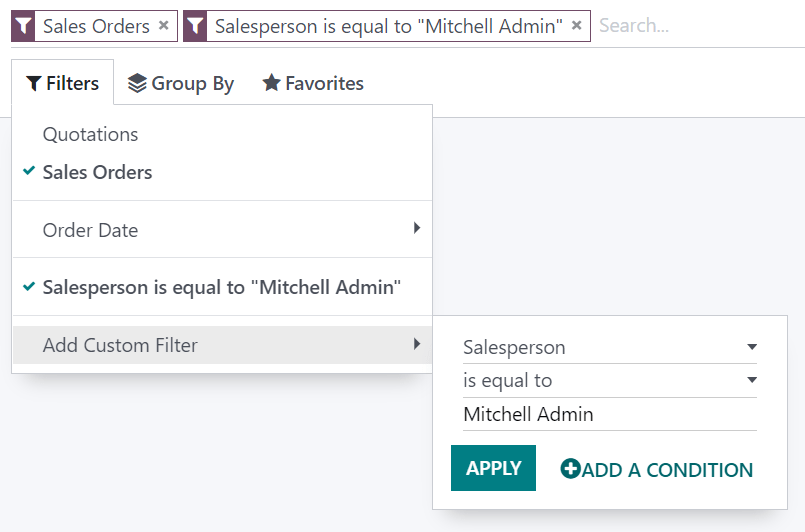 Sales Orders × Salesperson is equal to "Mitchell Admin" × Search...
Filters Group By Favorites
Quotations
Sales Orders
Order Date
Salesperson is equal to "Mitchell Admin"
Add Custom Filter
Salesperson
is equal to
Mitchell Admin
APPLY ADD A CONDITION